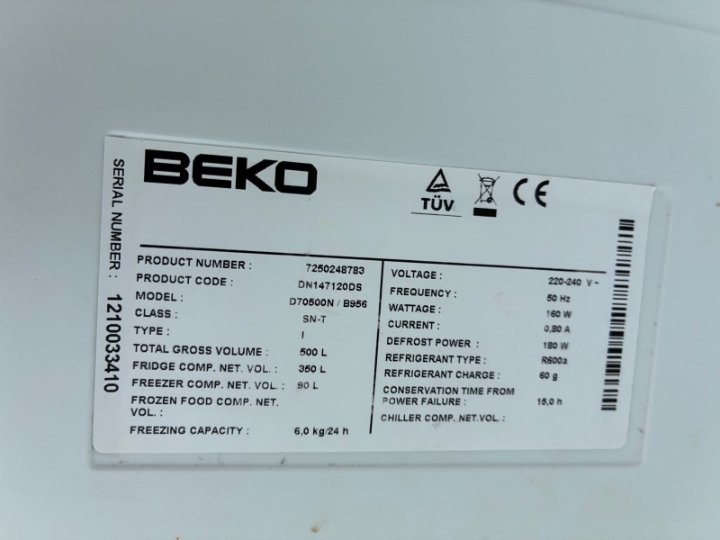 BEKO
TÜV
CE
SERIAL NUMBER : 1210033410
PRODUCT NUMBER : 7250248783
PRODUCT CODE : DN147120DS
MODEL : D70500N / B956
CLASS : SN-T
TYPE : I
TOTAL GROSS VOLUME : 500 L
FRIDGE COMP. NET. VOL. : 350 L
FREEZER COMP. NET. VOL. : 90 L
FROZEN FOOD COMP. NET.
VOL. :
FREEZING CAPACITY : 6,0 kg/24 h
VOLTAGE : 220-240 V ~
FREQUENCY : 50 Hz
WATTAGE : 160 W
CURRENT : 0,80 A
DEFROST POWER : 180 W
REFRIGERANT TYPE : R600a
REFRIGERANT CHARGE : 60 g
CONSERVATION TIME FROM
POWER FAILURE : 15,0 h
CHILLER COMP. NET.VOL. :